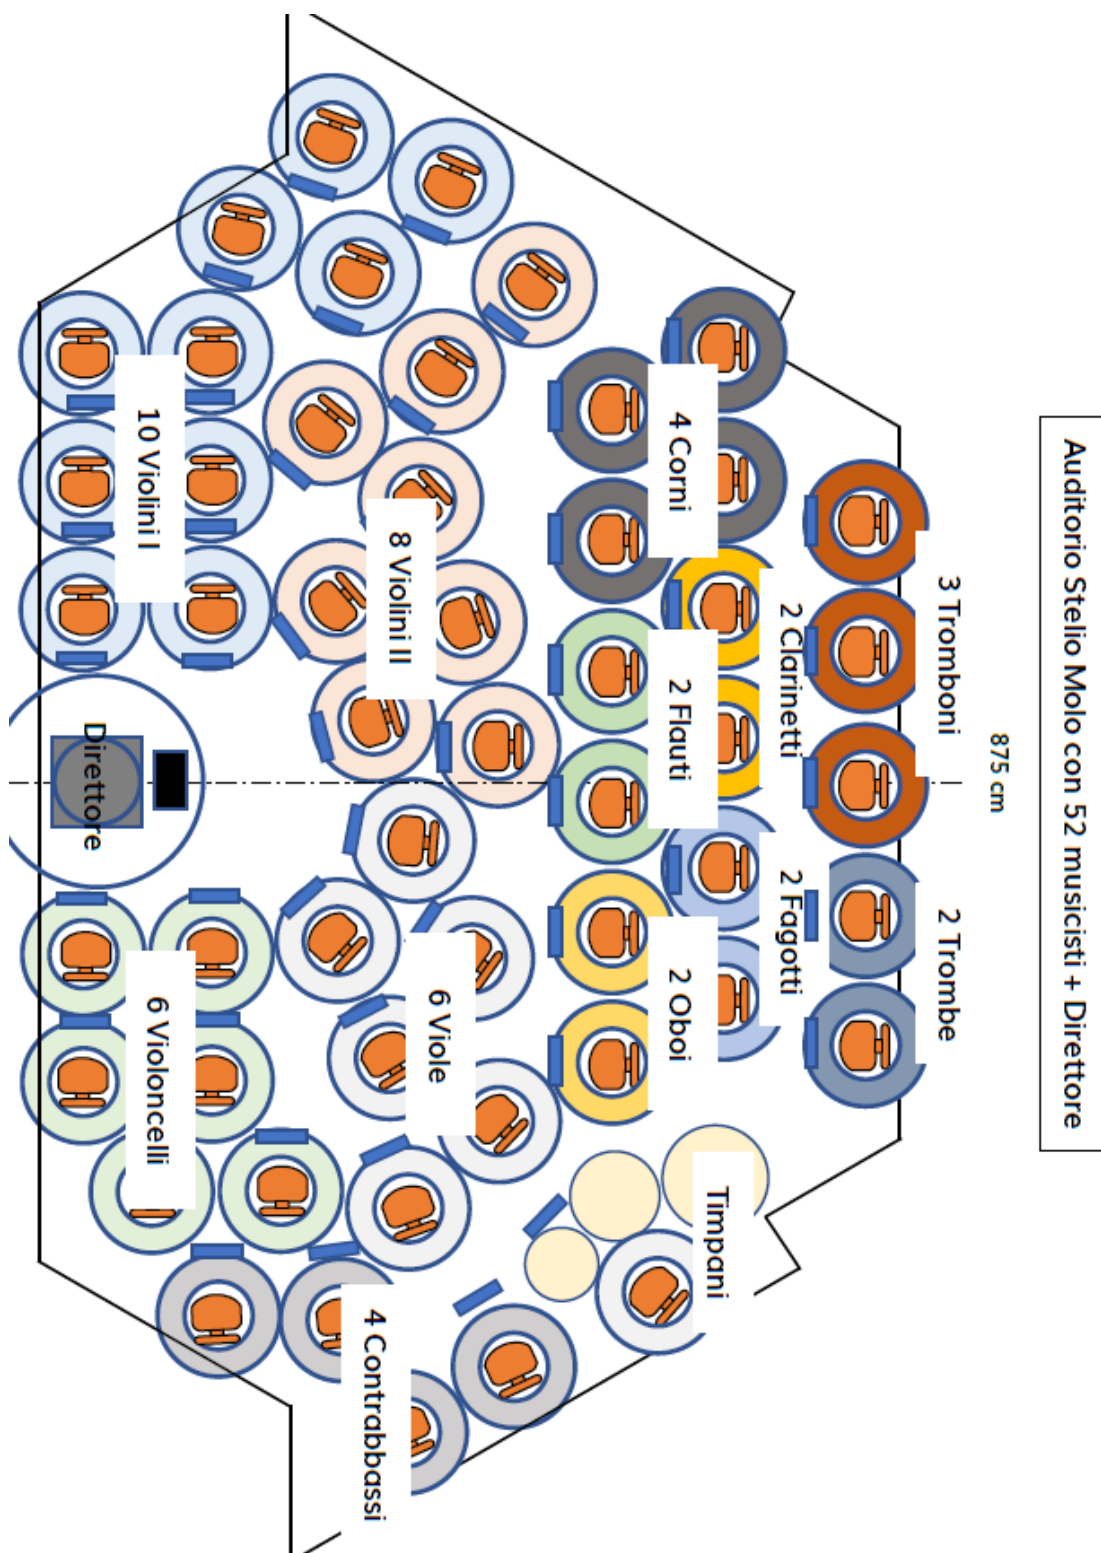 Auditorio Stelio Molo con 52 musicisti + Direttore
875 cm
3 Tromboni
2 Trombe
2 Clarinetti
2 Fagotti
4 Corni
2 Flauti
2 Oboi
Timpani
8 Violini II
6 Viole
4 Contrabbassi
10 Violini I
6 Violoncelli
Direttore